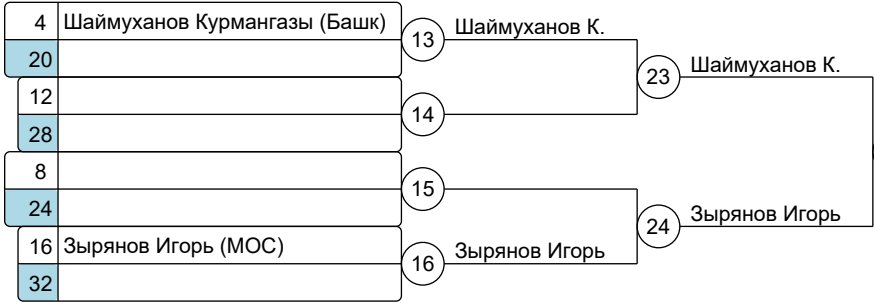 4 Шаймуханов Курмангазы (Башк)
20
12
28
8
24
16 Зырянов Игорь (МОС)
32
13 Шаймуханов К.
14
15
16 Зырянов Игорь
23 Шаймуханов К.
24 Зырянов Игорь